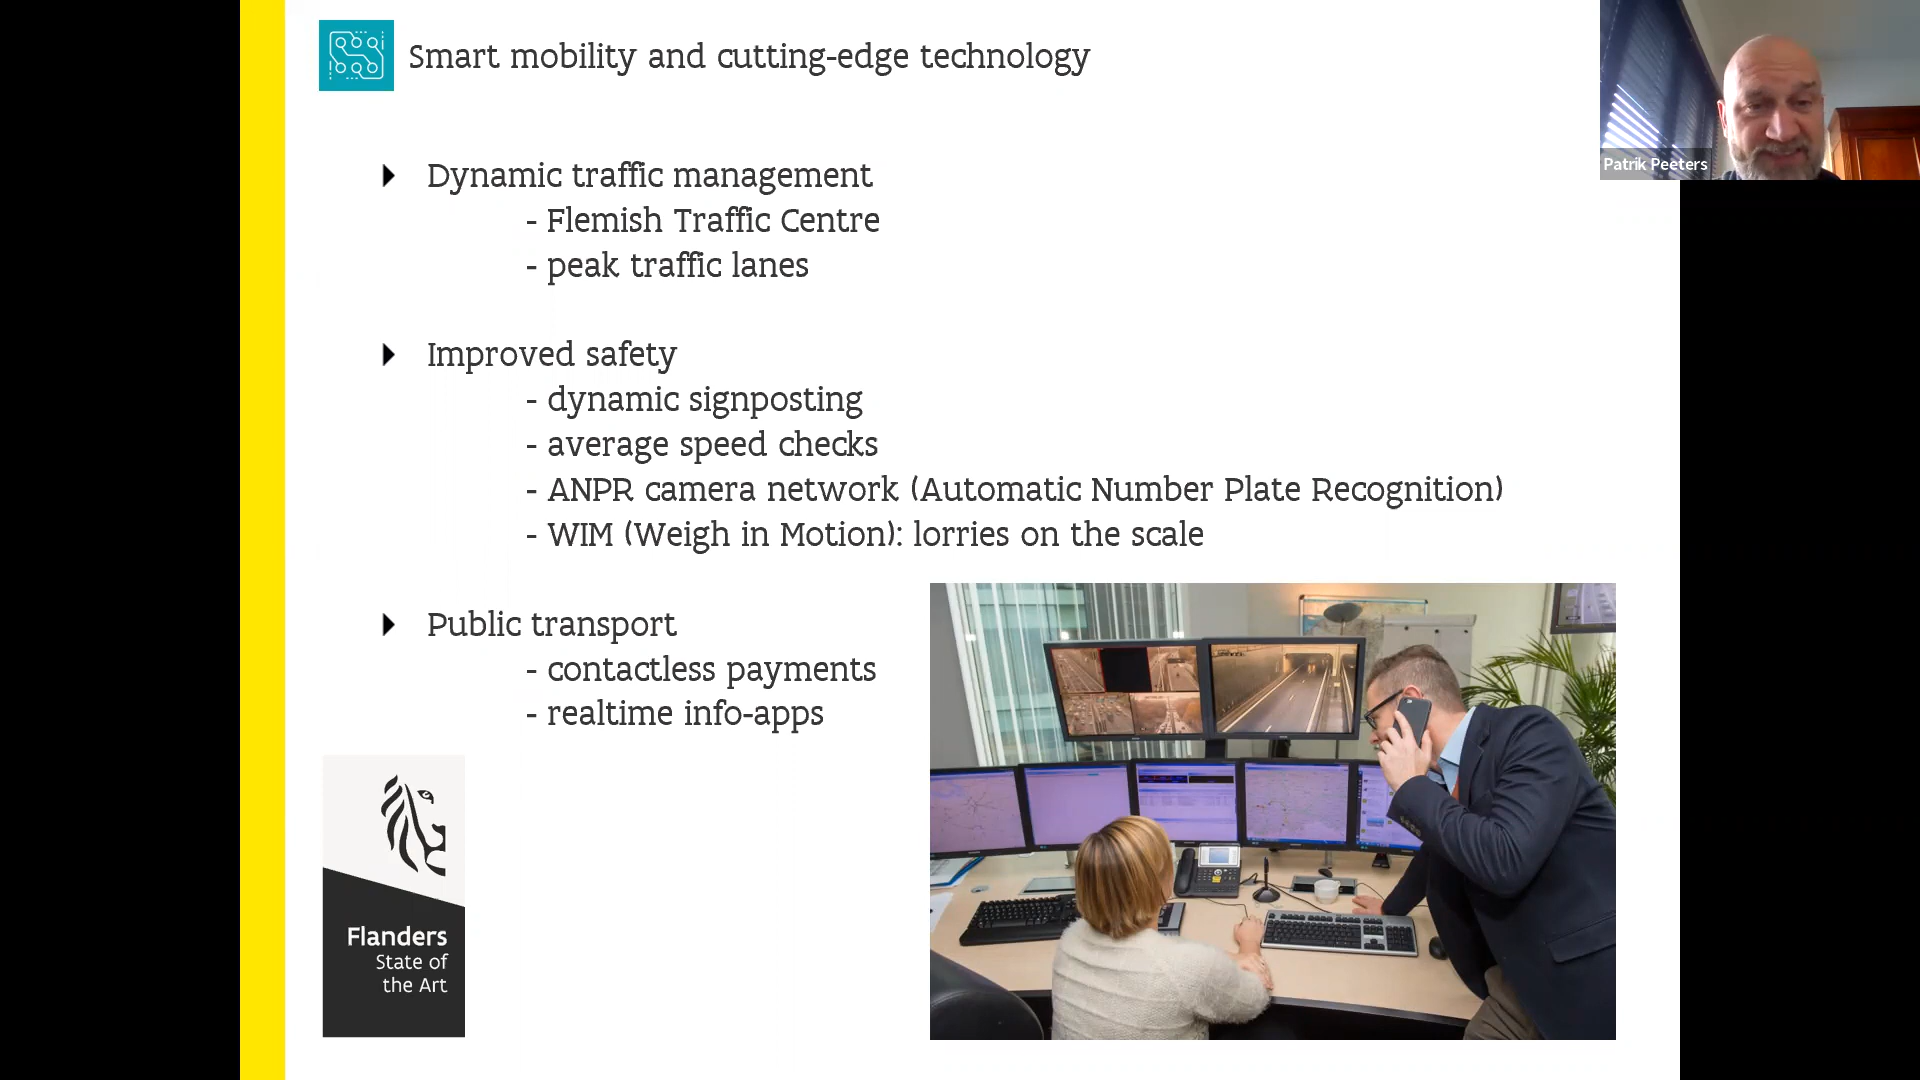 Smart mobility and cutting-edge technology
Patrik Peeters
Dynamic traffic management
- Flemish Traffic Centre
- peak traffic lanes
Improved safety
- dynamic signposting
- average speed checks
- ANPR camera network (Automatic Number Plate Recognition)
- WIM (Weigh in Motion): lorries on the scale
Public transport
- contactless payments
- realtime info-apps
Flanders
State of
the Art